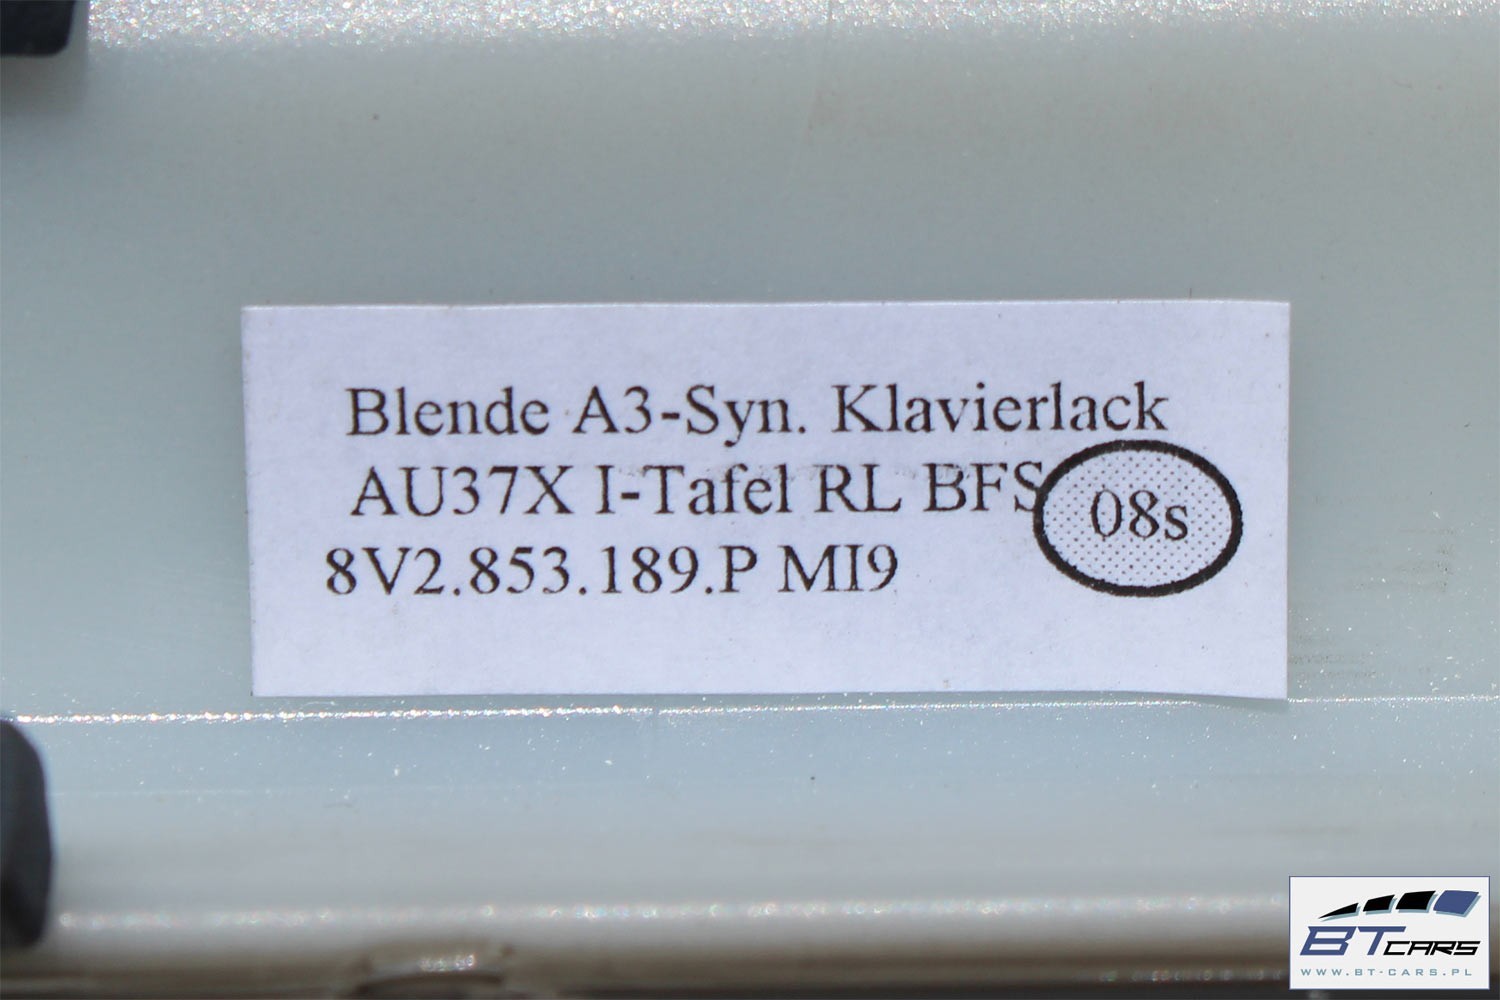 Blende A3-Syn. Klavierlack
AU37X I-Tafel RL BFS
08s
8V2.853.189.P MI9
BT CARS
WWW.BT-CARS.PL